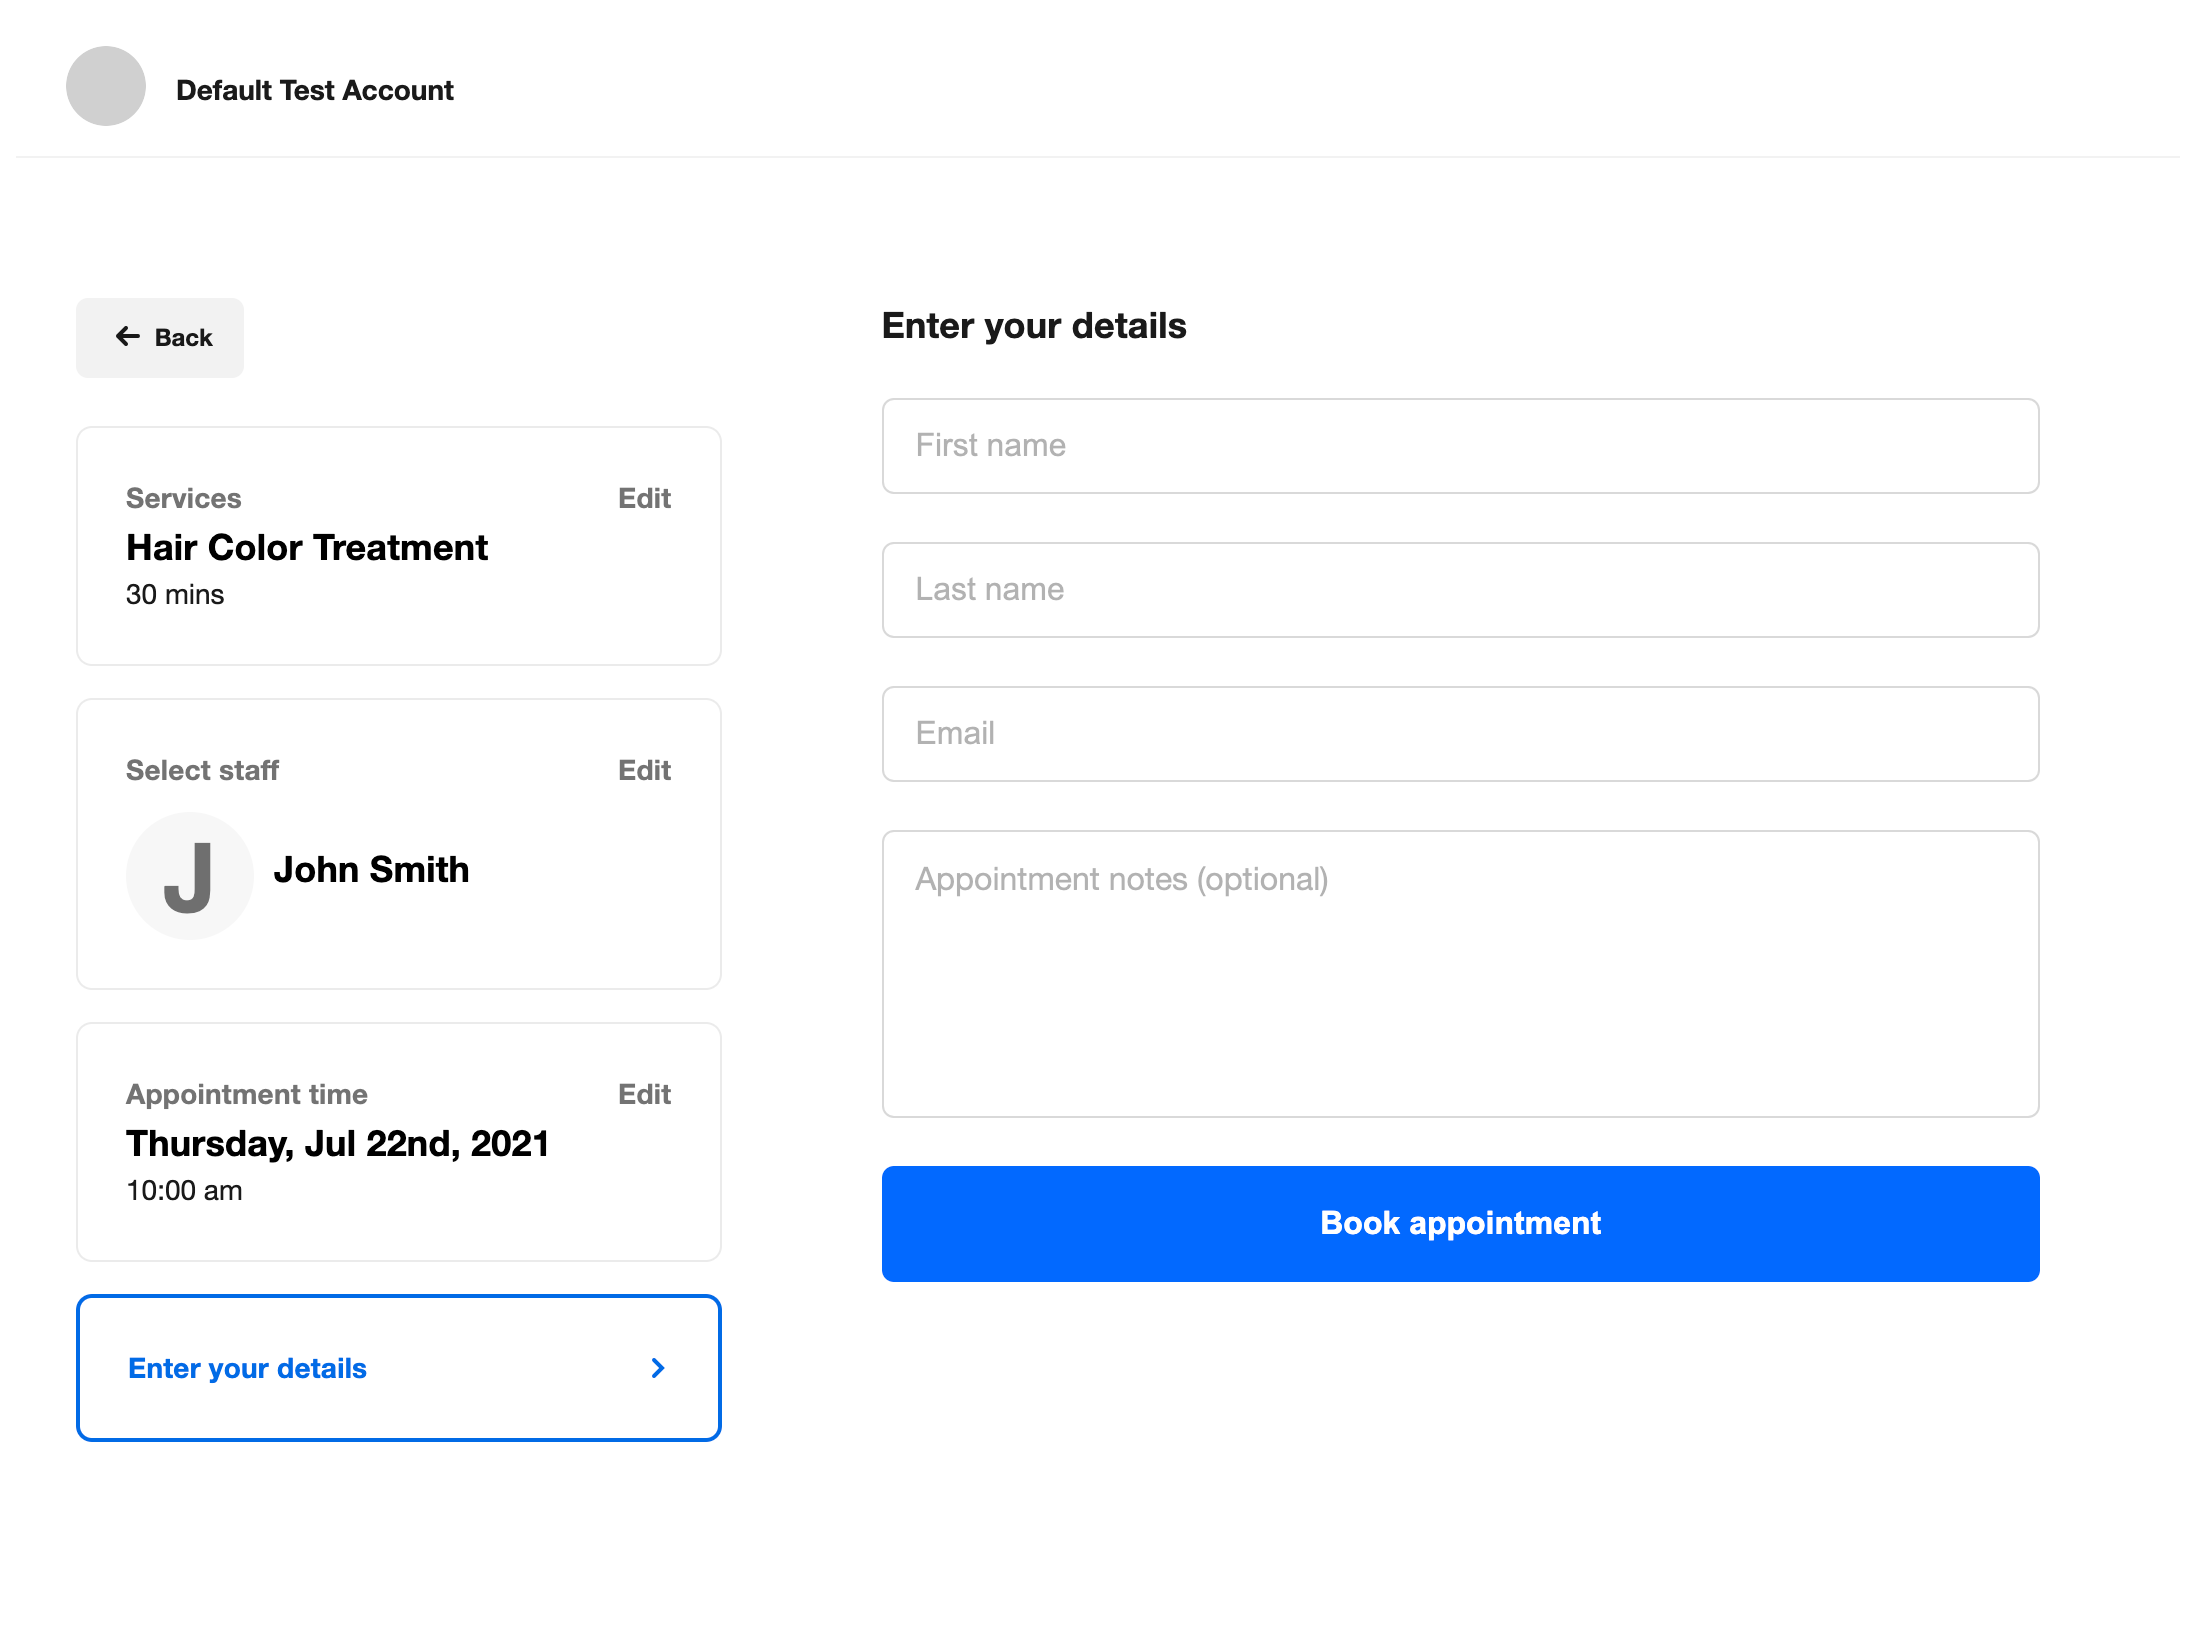 Default Test Account
Back
Services
Edit
Hair Color Treatment
30 mins
Select staff
Edit
J
John Smith
Appointment time
Edit
Thursday, Jul 22nd, 2021
10:00 am
Enter your details
Enter your details
First name
Last name
Email
Appointment notes (optional)
Book appointment